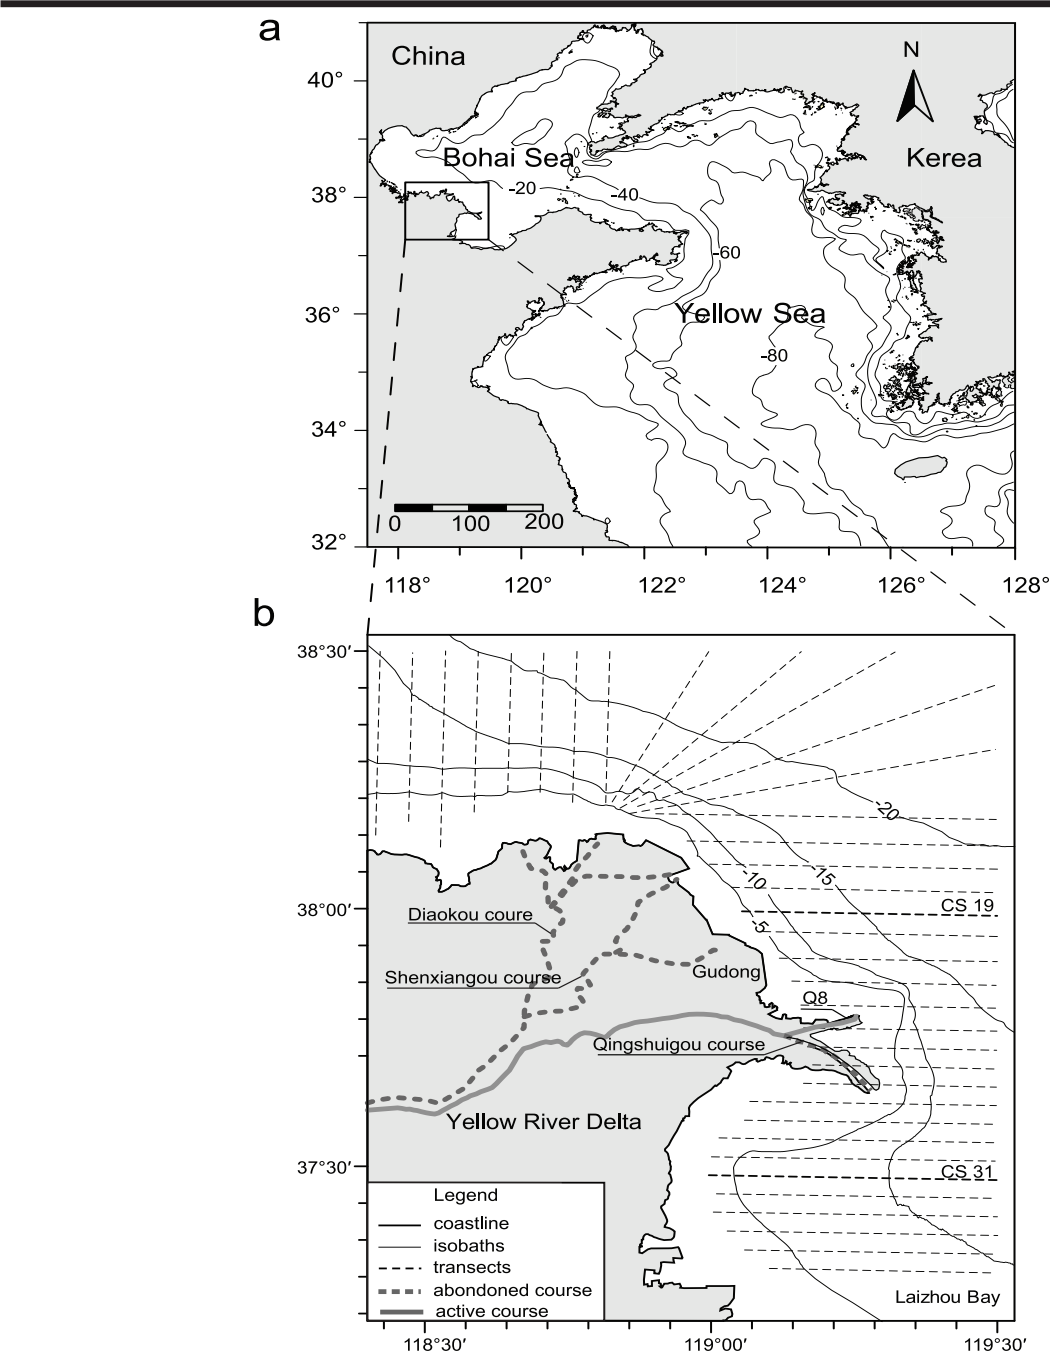 a
China
N
40°
Bohai Sea
Kerea
-20
-40
38°
-60
Yellow Sea
36°
-80
34°
0 100 200
32°
118° 120° 122° 124° 126° 128°
b
38°30′
-20
-15
-10
CS 19
38°00′
Diaokou coure
-5
Shenxiangou course
Gudong
Q8
Qingshuigou course
Yellow River Delta
37°30′
CS 31
Legend
coastline
isobaths
transects
abondoned course
active course
Laizhou Bay
118°30′ 119°00′ 119°30′